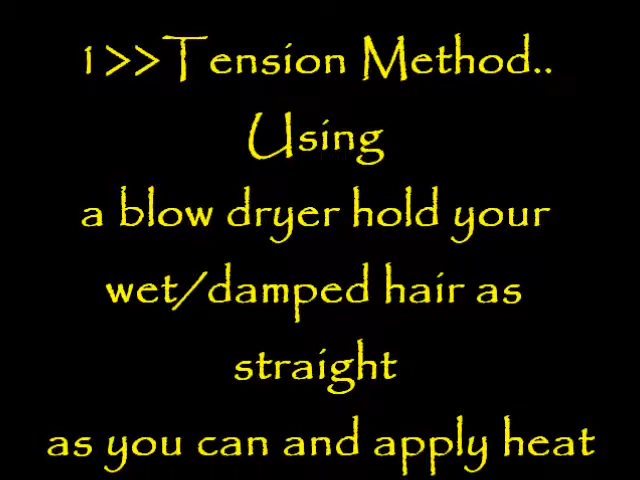 1>>Tension Method..
Using
a blow dryer hold your
wet/damped hair as
straight
as you can and apply heat